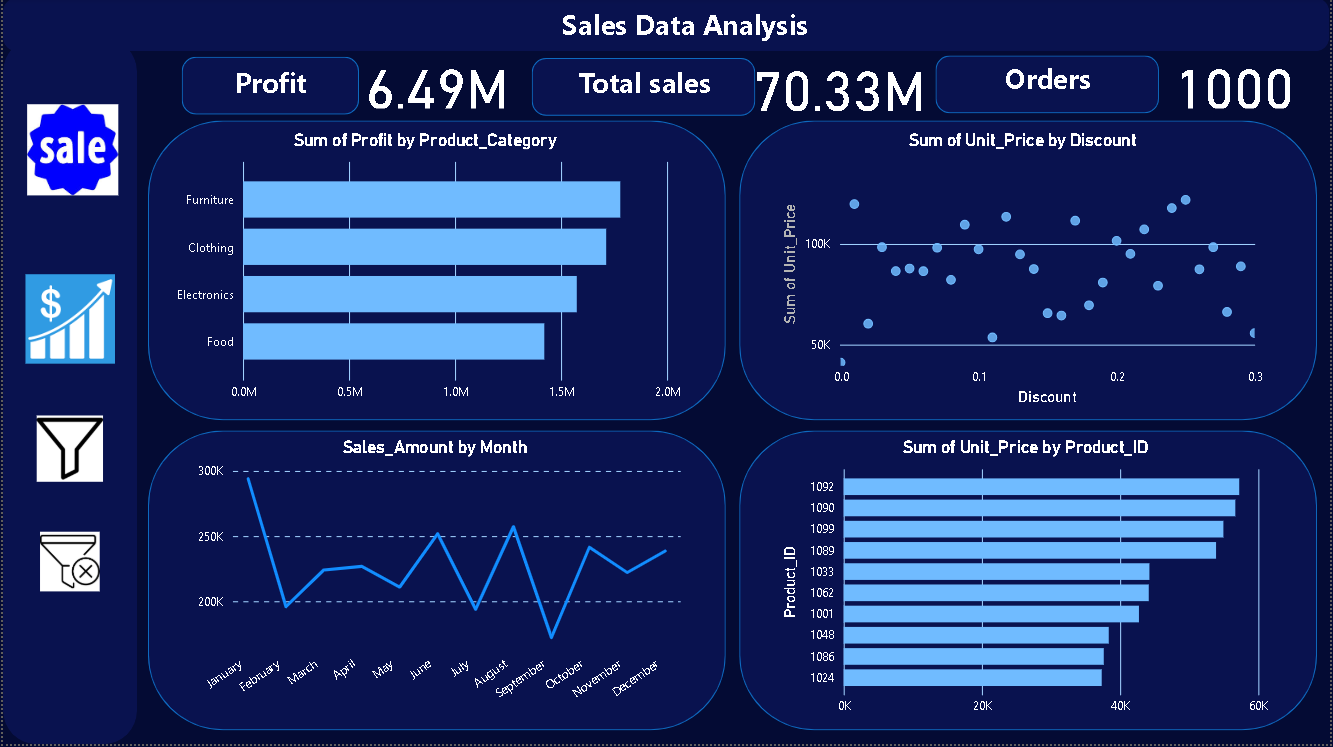 Sales Data Analysis
Profit
6.49M
Total sales
70.33M
Orders
1000
sale
$
Sum of Profit by Product_Category
Furniture
Clothing
Electronics
Food
0.0M 0.5M 1.0M 1.5M 2.0M
Sum of Unit_Price by Discount
Sum of Unit_Price
100K
50K
0.0 0.1 0.2 0.3
Discount
Sales_Amount by Month
300K
250K
200K
January February March April May June July August September October November December
Sum of Unit_Price by Product_ID
Product_ID
1092
1090
1099
1089
1033
1062
1001
1048
1086
1024
0K 20K 40K 60K